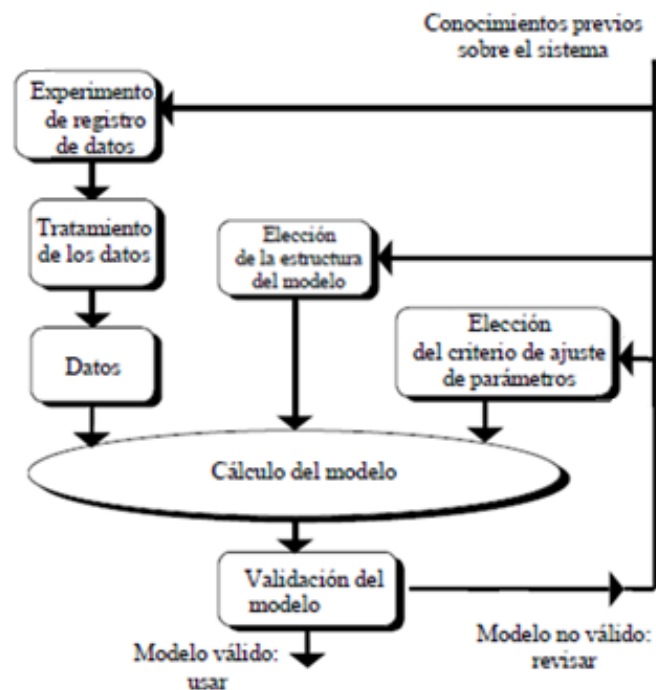 Conocimientos previos
sobre el sistema
Experimento
de registro
de datos
Tratamiento
de los datos
Elección
de la estructura
del modelo
Elección
del criterio de ajuste
de parámetros
Datos
Cálculo del modelo
Validación del
modelo
Modelo válido:
usar
Modelo no válido:
revisar